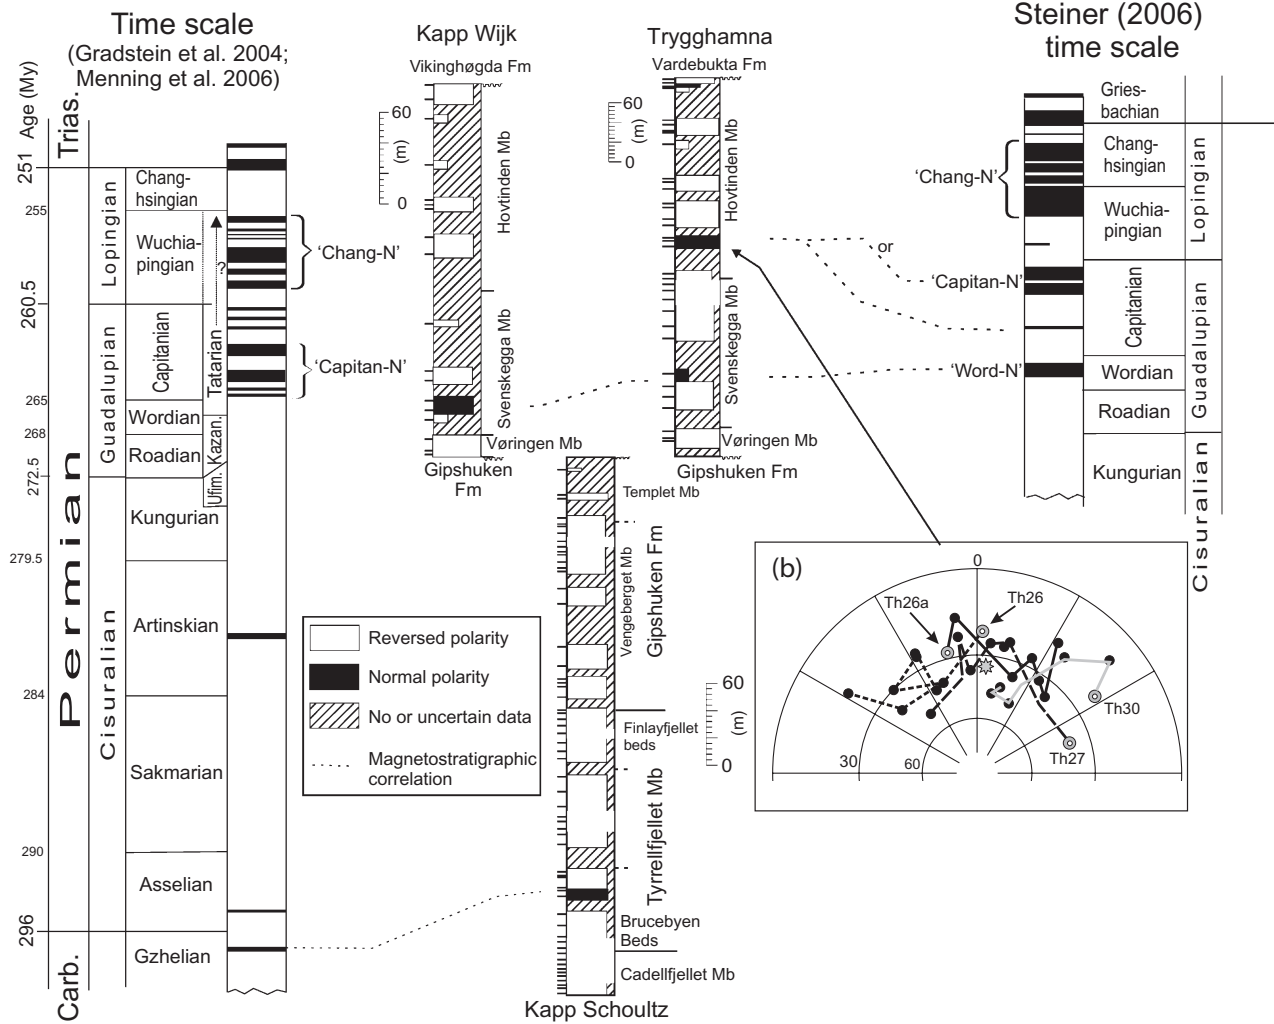 Time scale
(Gradstein et al. 2004;
Menning et al. 2006)
Age (My)
Trias.
251
255
260.5
265
268
272.5
279.5
284
290
296
Permian
Carb.
Lopingian
Guadalupian
Cisuralian
Chang-
hsingian
Wuchia-
pingian
Capitanian
Wordian
Roadian
Kungurian
Artinskian
Sakmarian
Asselian
Gzhelian
?
Tatarian
Kazan.
Ufim.
‘Chang-N’
‘Capitan-N’
Kapp Wijk
Vikinghøgda Fm
60
(m)
0
Hovtinden Mb
Svenskegga Mb
Vøringen Mb
Gipshuken
Fm
Trygghamna
Vardebukta Fm
60
(m)
0
Hovtinden Mb
Svenskegga Mb
Vøringen Mb
Gipshuken Fm
Steiner (2006)
time scale
Gries-
bachian
Chang-
hsingian
Wuchia-
pingian
Capitanian
Wordian
Roadian
Kungurian
Lopingian
Guadalupian
Cisuralian
‘Chang-N’
or
‘Capitan-N’
‘Word-N’
Templet Mb
Vengeberget Mb
Gipshuken Fm
Finlayfjellet
beds
Tyrrellfjellet Mb
Brucebyen
Beds
Cadellfjellet Mb
Kapp Schoultz
60
(m)
0
Reversed polarity
Normal polarity
No or uncertain data
Magnetostratigraphic
correlation
(b)
0
Th26a
Th26
Th30
Th27
30
60